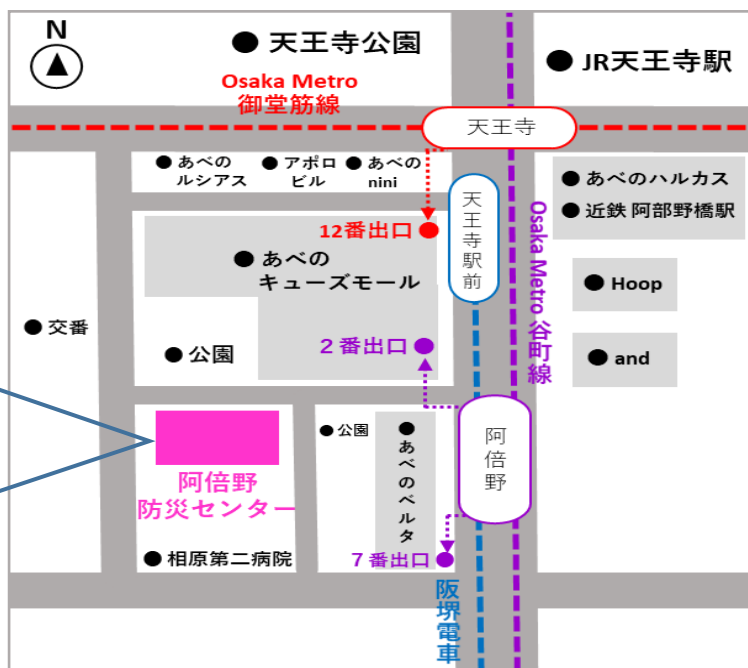 N
天王寺公園
JR天王寺駅
Osaka Metro
御堂筋線
天王寺
あべの
ルシアス
アポロ
ビル
あべの
nini
天王寺駅前
あべのハルカス
近鉄 阿部野橋駅
12番出口
あべの
キューズモール
Osaka Metro 谷町線
Hoop
交番
公園
2番出口
and
阿倍野
防災センター
公園
あべのベルタ
阿倍野
相原第二病院
7番出口
阪堺電車